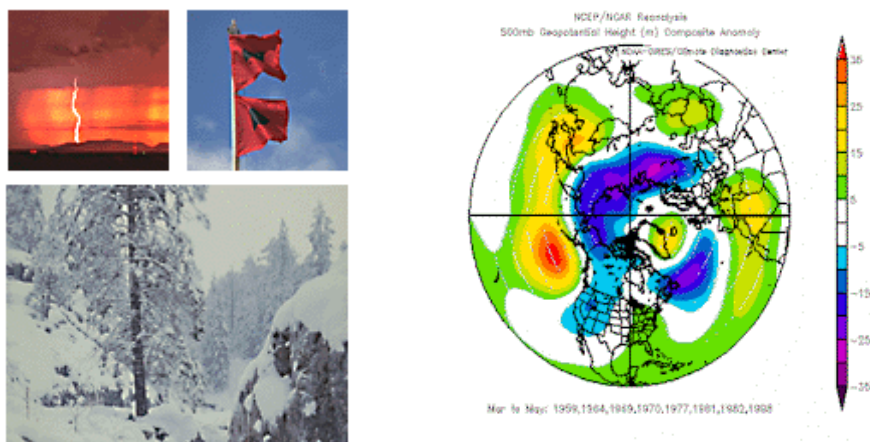 NCEP/NCAR Reanalysis
500mb Geopotential Height (m) Composite Anomaly
NOAA-CIRES/Climate Diagnostics Center
35
25
15
5
-5
-15
-25
-35
Mar to May: 1959,1964,1969,1970,1977,1981,1982,1998